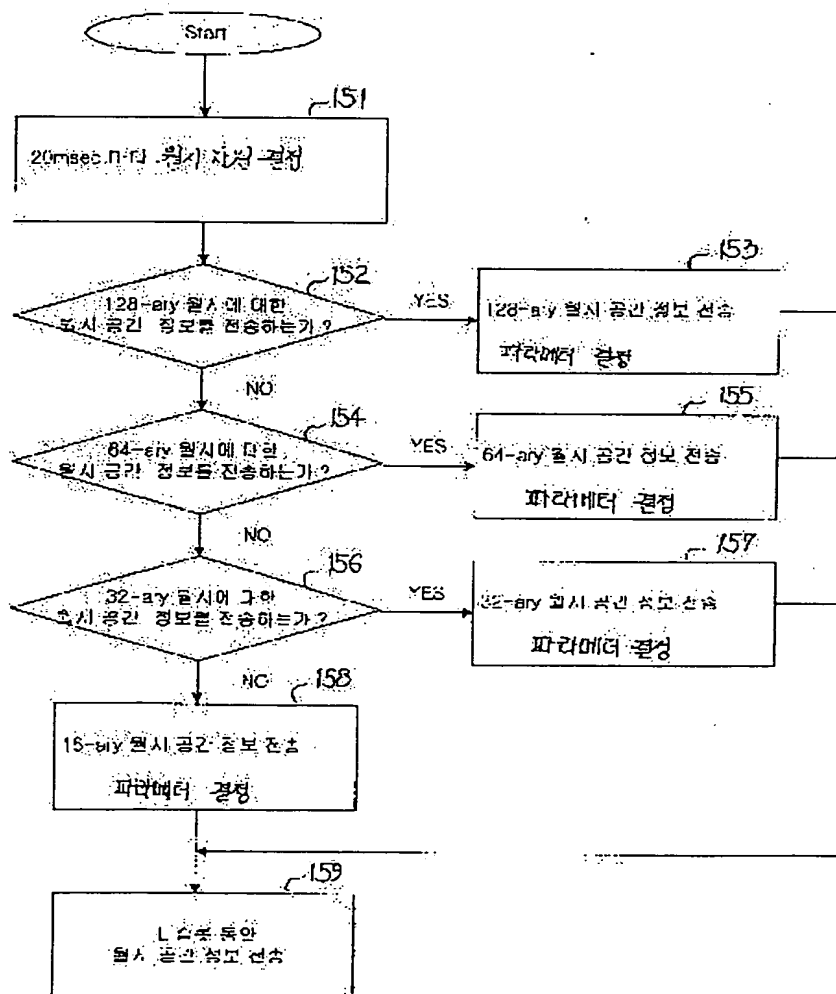 Start
151
20msec 마다 월시 자원 결정
152
128-ary 월시에 대한
월시 공간 정보를 전송하는가?
YES
153
128-ary 월시 공간 정보 전송
파라메터 결정
NO
154
64-ary 월시에 대한
월시 공간 정보를 전송하는가?
YES
155
64-ary 월시 공간 정보 전송
파라메터 결정
NO
156
32-ary 월시에 대한
월시 공간 정보를 전송하는가?
YES
157
32-ary 월시 공간 정보 전송
파라메터 결정
NO
158
16-ary 월시 공간 정보 전송
파라메터 결정
YES
159
L 슬롯 동안
월시 공간 정보 전송